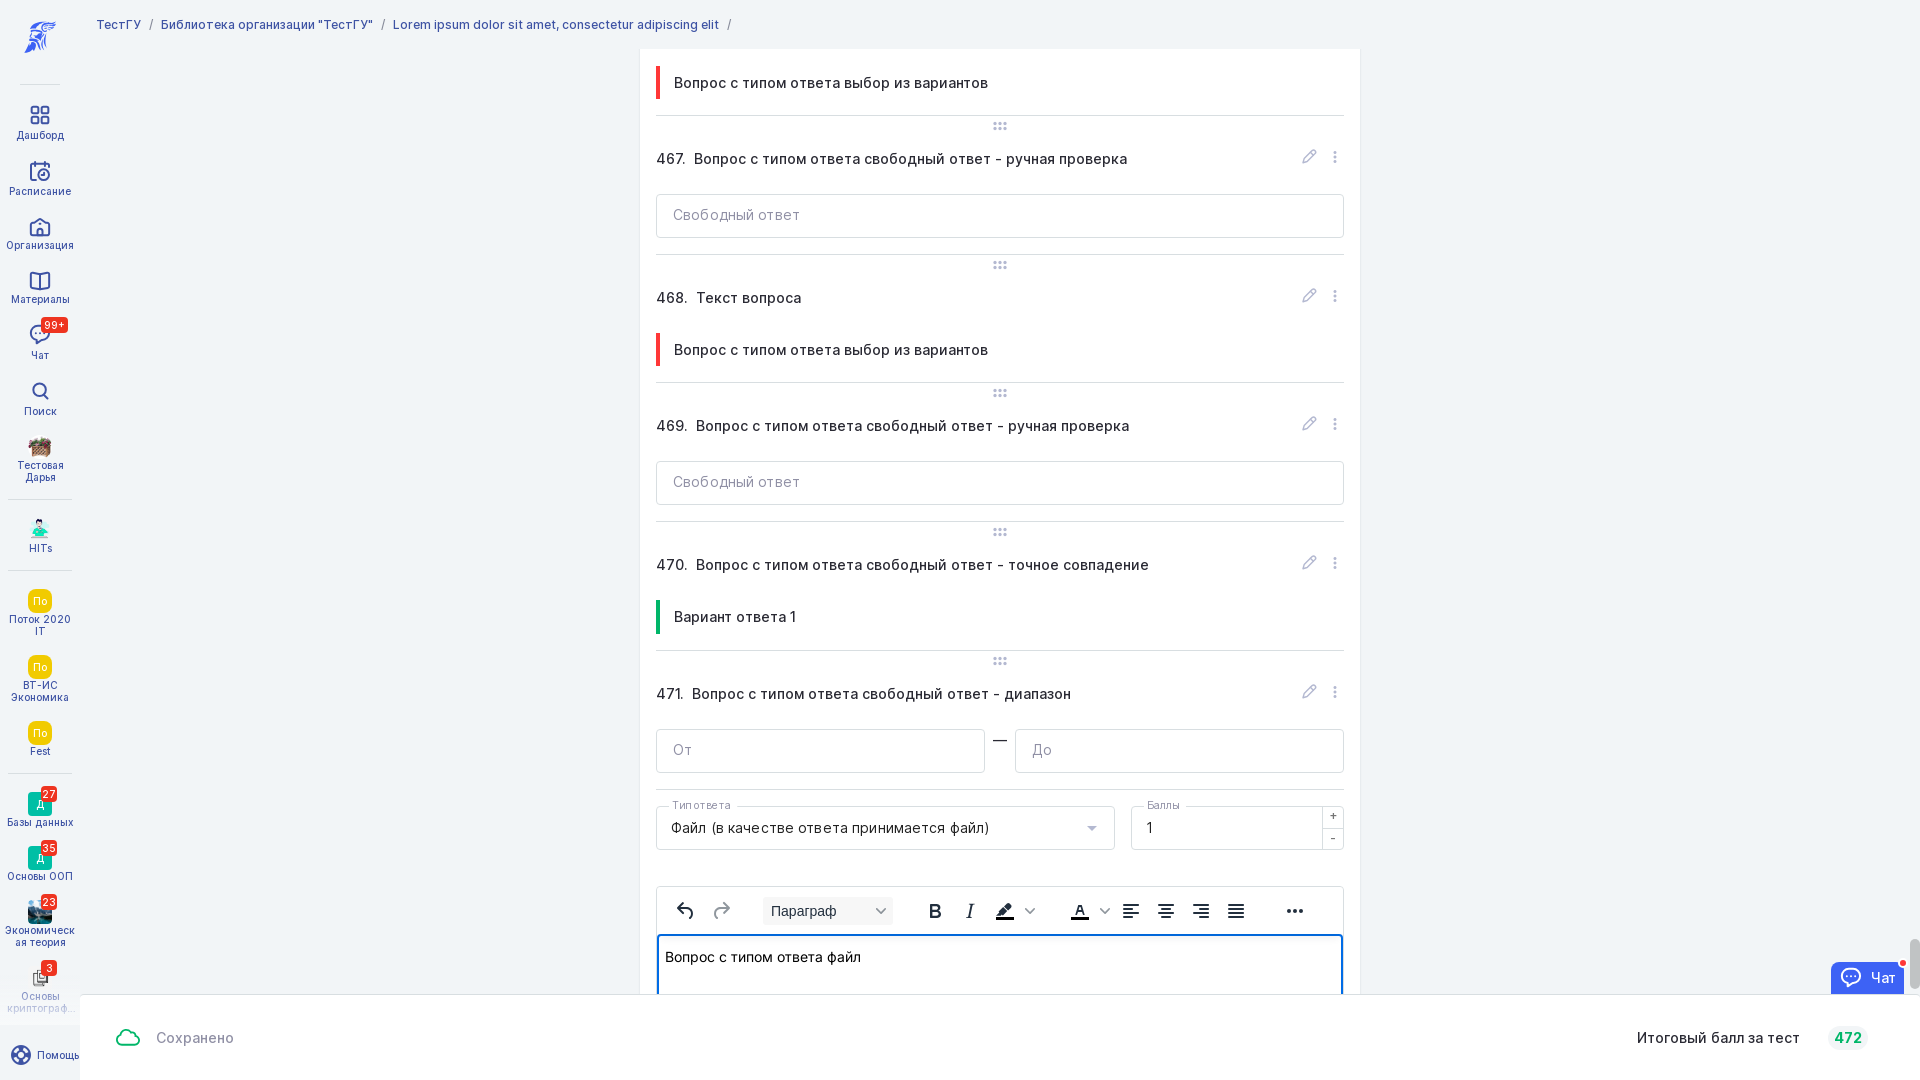 ТестГУ / Библиотека организации "ТестГУ" / Lorem ipsum dolor sit amet, consectetur adipiscing elit /
Дашборд
Расписание
Организация
Материалы
99+
Чат
Поиск
Тестовая
Дарья
HITs
По
Поток 2020
IT
По
ВТ-ИС
Экономика
По
Fest
27
Д
Базы данных
35
Д
Основы ООП
23
Экономическ
ая теория
3
Основы
криптограф...
Помощь
Вопрос с типом ответа выбор из вариантов
467. Вопрос с типом ответа свободный ответ - ручная проверка
Свободный ответ
468. Текст вопроса
Вопрос с типом ответа выбор из вариантов
469. Вопрос с типом ответа свободный ответ - ручная проверка
Свободный ответ
470. Вопрос с типом ответа свободный ответ - точное совпадение
Вариант ответа 1
471. Вопрос с типом ответа свободный ответ - диапазон
От — До
Тип ответа Баллы
Файл (в качестве ответа принимается файл) 1 + -
Параграф B I A
Вопрос с типом ответа файл
Чат
Сохранено
Итоговый балл за тест 472